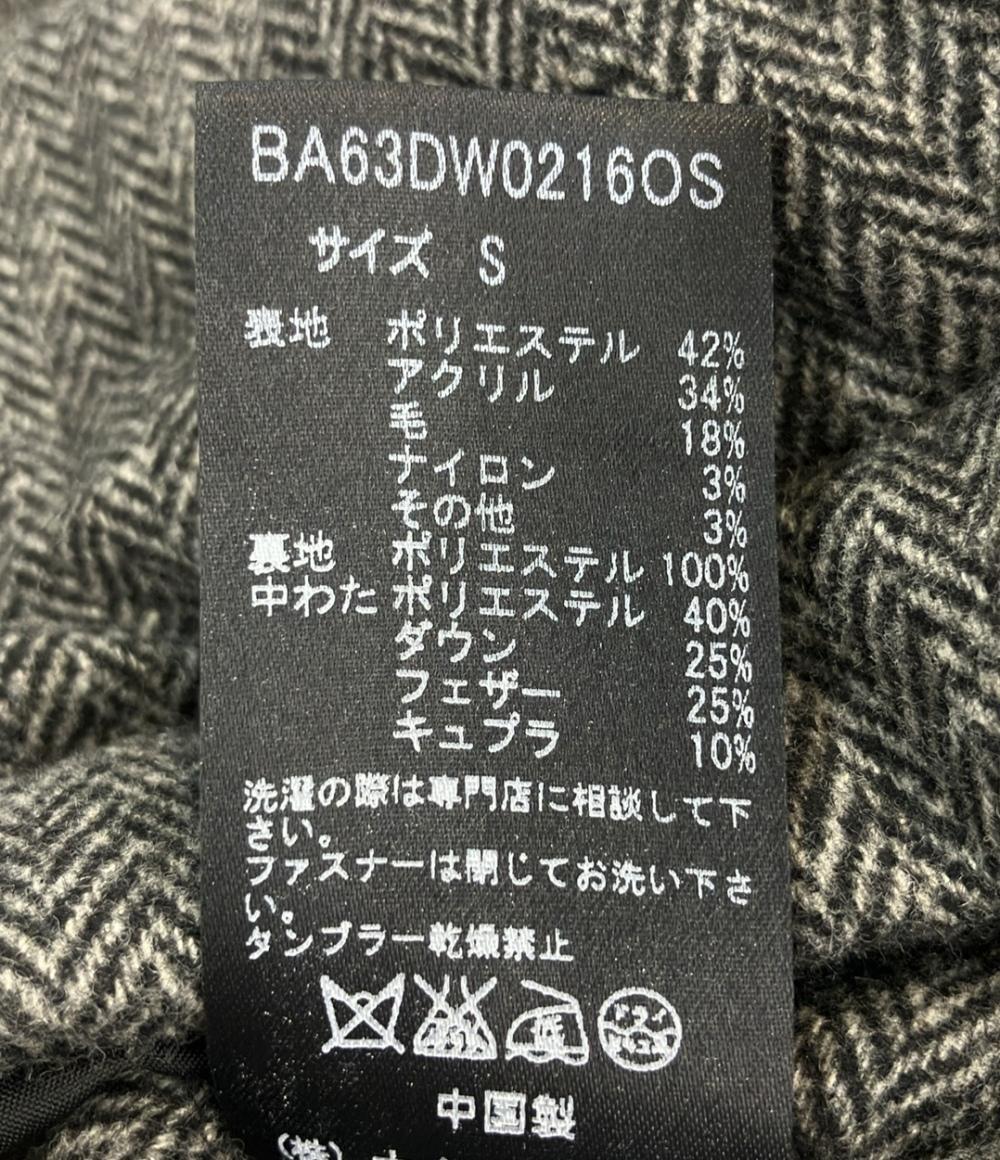 BA63DW0216OS
サイズ S
表地 ポリエステル 42%
アクリル 34%
毛 18%
ナイロン 3%
その他 3%
裏地 ポリエステル 100%
中わた ポリエステル 40%
ダウン 25%
フェザー 25%
キュプラ 10%
洗濯の際は専門店に相談して下
さい。
ファスナーは閉じてお洗い下さ
い。
タンブラー乾燥禁止
低
中国製
(株)